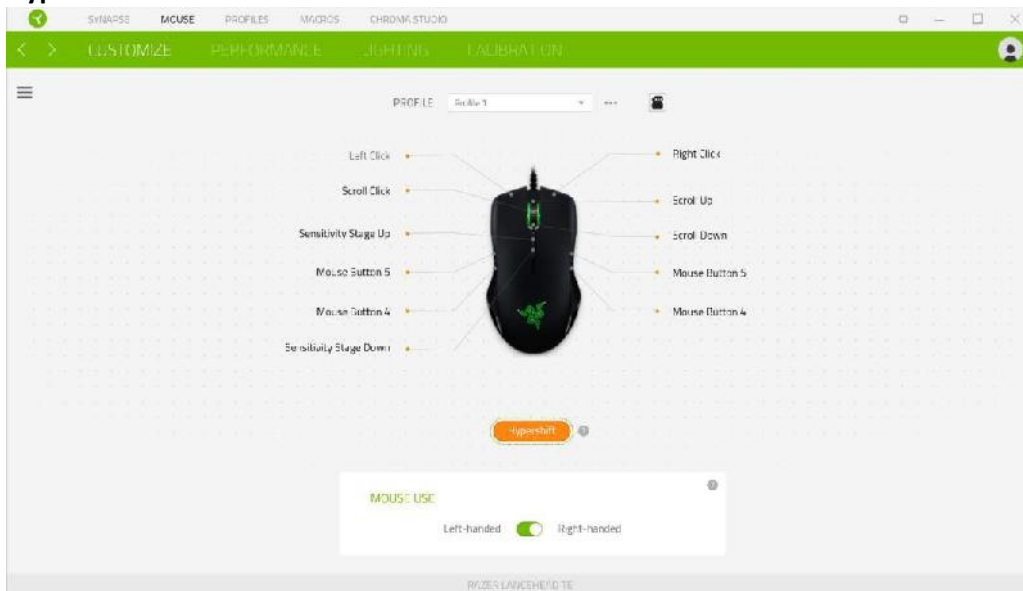 SYNAPSE MOUSE PROFILES MACROS CHROMA STUDIO
CUSTOMIZE PERFORMANCE LIGHTING CALIBRATION
PROFILE Profile 1
Left Click
Right Click
Scroll Click
Scroll Up
Sensitivity Stage Up
Scroll Down
Mouse Button 5
Mouse Button 5
Mouse Button 4
Mouse Button 4
Sensitivity Stage Down
Hypershift
MOUSE USE
Left-handed Right-handed
RAZER LANCEHEAD TE